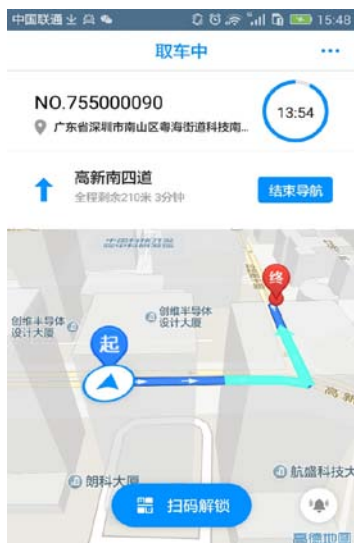 中国联通 15:48
取车中
NO.755000090
广东省深圳市南山区粤海街道科技南...
13:54
高新南四道
全程剩余210米 3分钟
结束导航
终
创维半导体
设计大厦
创维半导体
设计大厦
起
高新
朗科大厦
航盛科技大
扫码解锁
高德地图